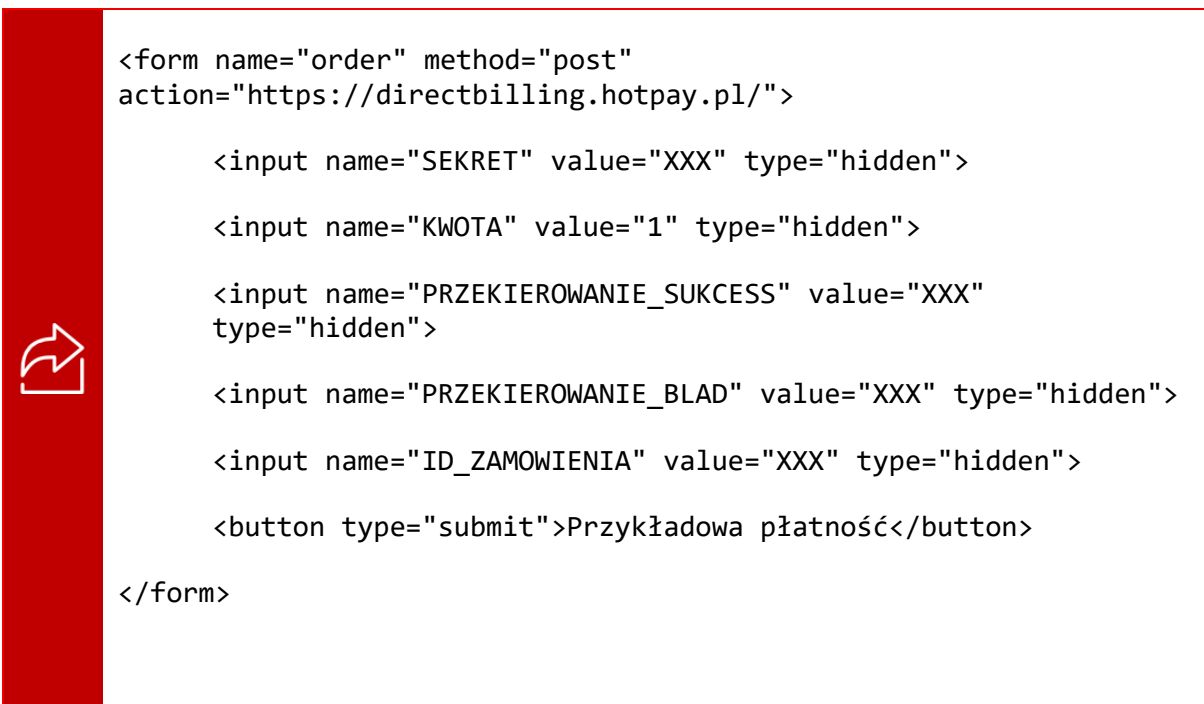 <form name="order" method="post"
action="https://directbilling.hotpay.pl/">
<input name="SEKRET" value="XXX" type="hidden">
<input name="KWOTA" value="1" type="hidden">
<input name="PRZEKIEROWANIE_SUKCESS" value="XXX"
type="hidden">
<input name="PRZEKIEROWANIE_BLAD" value="XXX" type="hidden">
<input name="ID_ZAMOWIENIA" value="XXX" type="hidden">
<button type="submit">Przykładowa płatność</button>
</form>